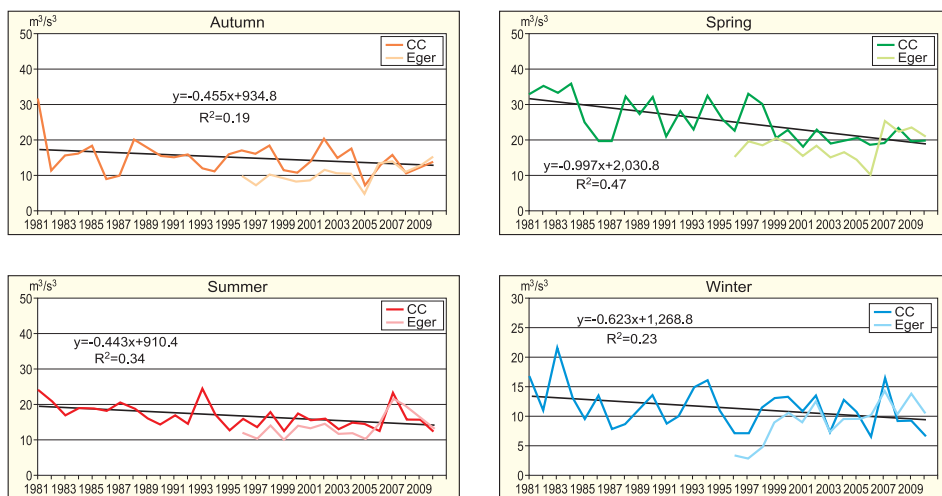 Autumn
m³/s³
50
40
30
20
10
0
CC
Eger
y=-0.455x+934.8
R²=0.19
1981 1983 1985 1987 1989 1991 1993 1995 1997 1999 2001 2003 2005 2007 2009
Spring
m³/s³
50
40
30
20
10
0
CC
Eger
y=-0.997x+2,030.8
R²=0.47
1981 1983 1985 1987 1989 1991 1993 1995 1997 1999 2001 2003 2005 2007 2009
Summer
m³/s³
50
40
30
20
10
0
CC
Eger
y=-0.443x+910.4
R²=0.34
1981 1983 1985 1987 1989 1991 1993 1995 1997 1999 2001 2003 2005 2007 2009
Winter
m³/s³
30
25
20
15
10
5
0
CC
Eger
y=-0.623x+1,268.8
R²=0.23
1981 1983 1985 1987 1989 1991 1993 1995 1997 1999 2001 2003 2005 2007 2009